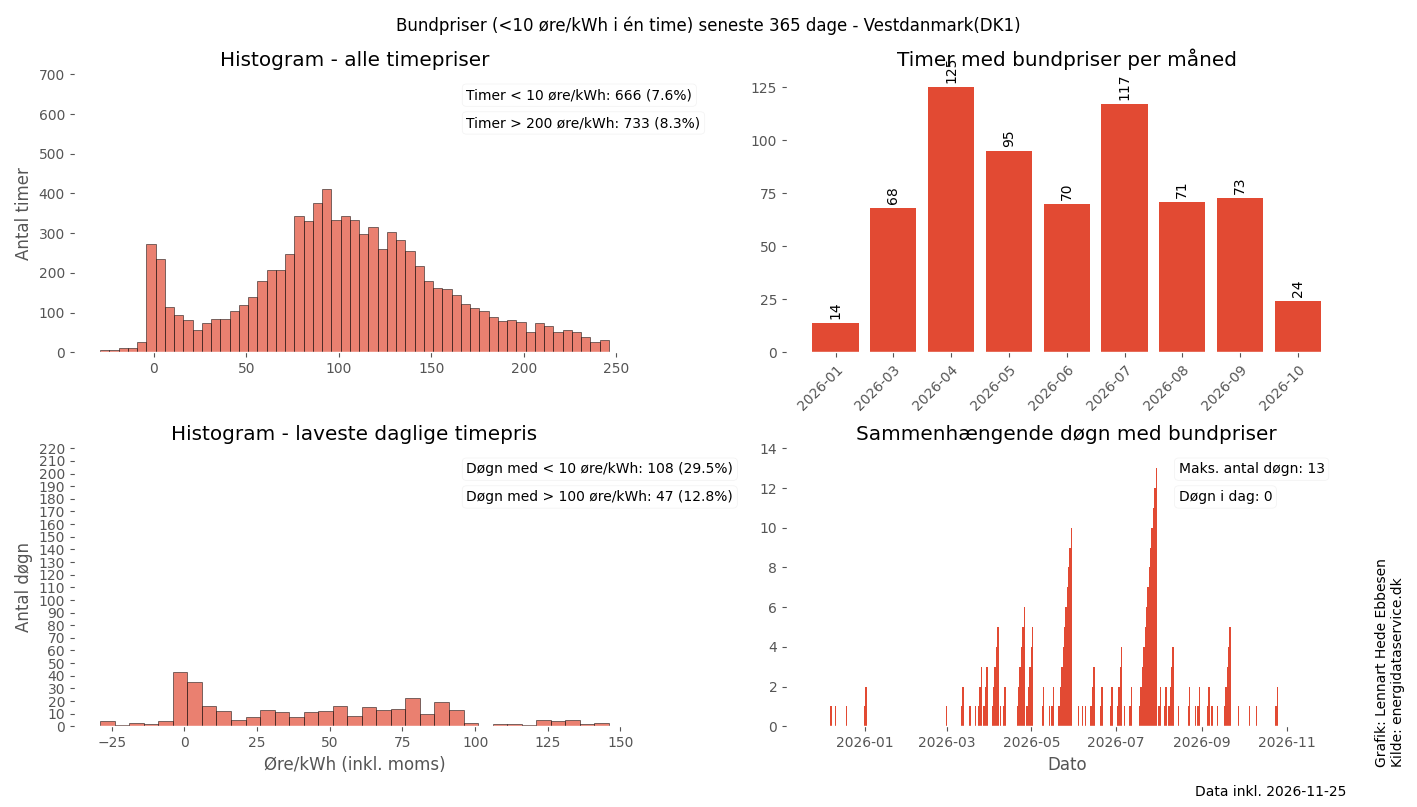 Bundpriser (<10 øre/kWh i én time) seneste 365 dage - Vestdanmark(DK1)
Histogram - alle timepriser
Timer < 10 øre/kWh: 666 (7.6%)
Timer > 200 øre/kWh: 733 (8.3%)
Antal timer
700
600
500
400
300
200
100
0
0 50 100 150 200 250
Timer med bundpriser per måned
125
100
75
50
25
0
14 68 125 95 70 117 71 73 24
2026-01 2026-03 2026-04 2026-05 2026-06 2026-07 2026-08 2026-09 2026-10
Histogram - laveste daglige timepris
Døgn med < 10 øre/kWh: 108 (29.5%)
Døgn med > 100 øre/kWh: 47 (12.8%)
Antal døgn
220
210
200
190
180
170
160
150
140
130
120
110
100
90
80
70
60
50
40
30
20
10
0
−25 0 25 50 75 100 125 150
Øre/kWh (inkl. moms)
Sammenhængende døgn med bundpriser
Maks. antal døgn: 13
Døgn i dag: 0
14
12
10
8
6
4
2
0
2026-01 2026-03 2026-05 2026-07 2026-09 2026-11
Dato
Grafik: Lennart Hede Ebbesen
Kilde: energidataservice.dk
Data inkl. 2026-11-25